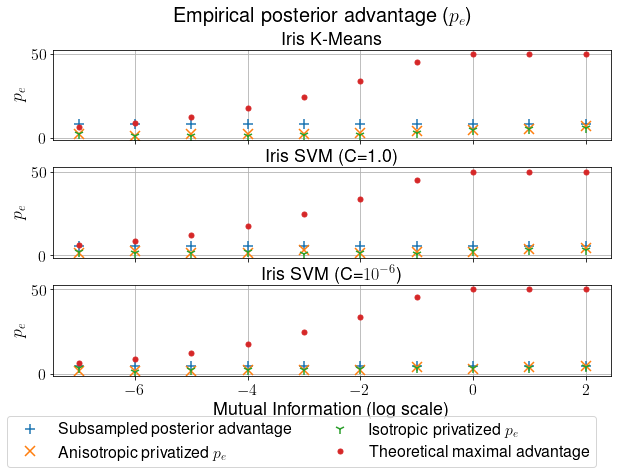 Empirical posterior advantage (pₑ)
Iris K-Means
50
pₑ
0
Iris SVM (C=1.0)
50
pₑ
0
Iris SVM (C=10⁻⁶)
50
pₑ
0
−6 −4 −2 0 2
Mutual Information (log scale)
Subsampled posterior advantage
Isotropic privatized pₑ
Anisotropic privatized pₑ
Theoretical maximal advantage